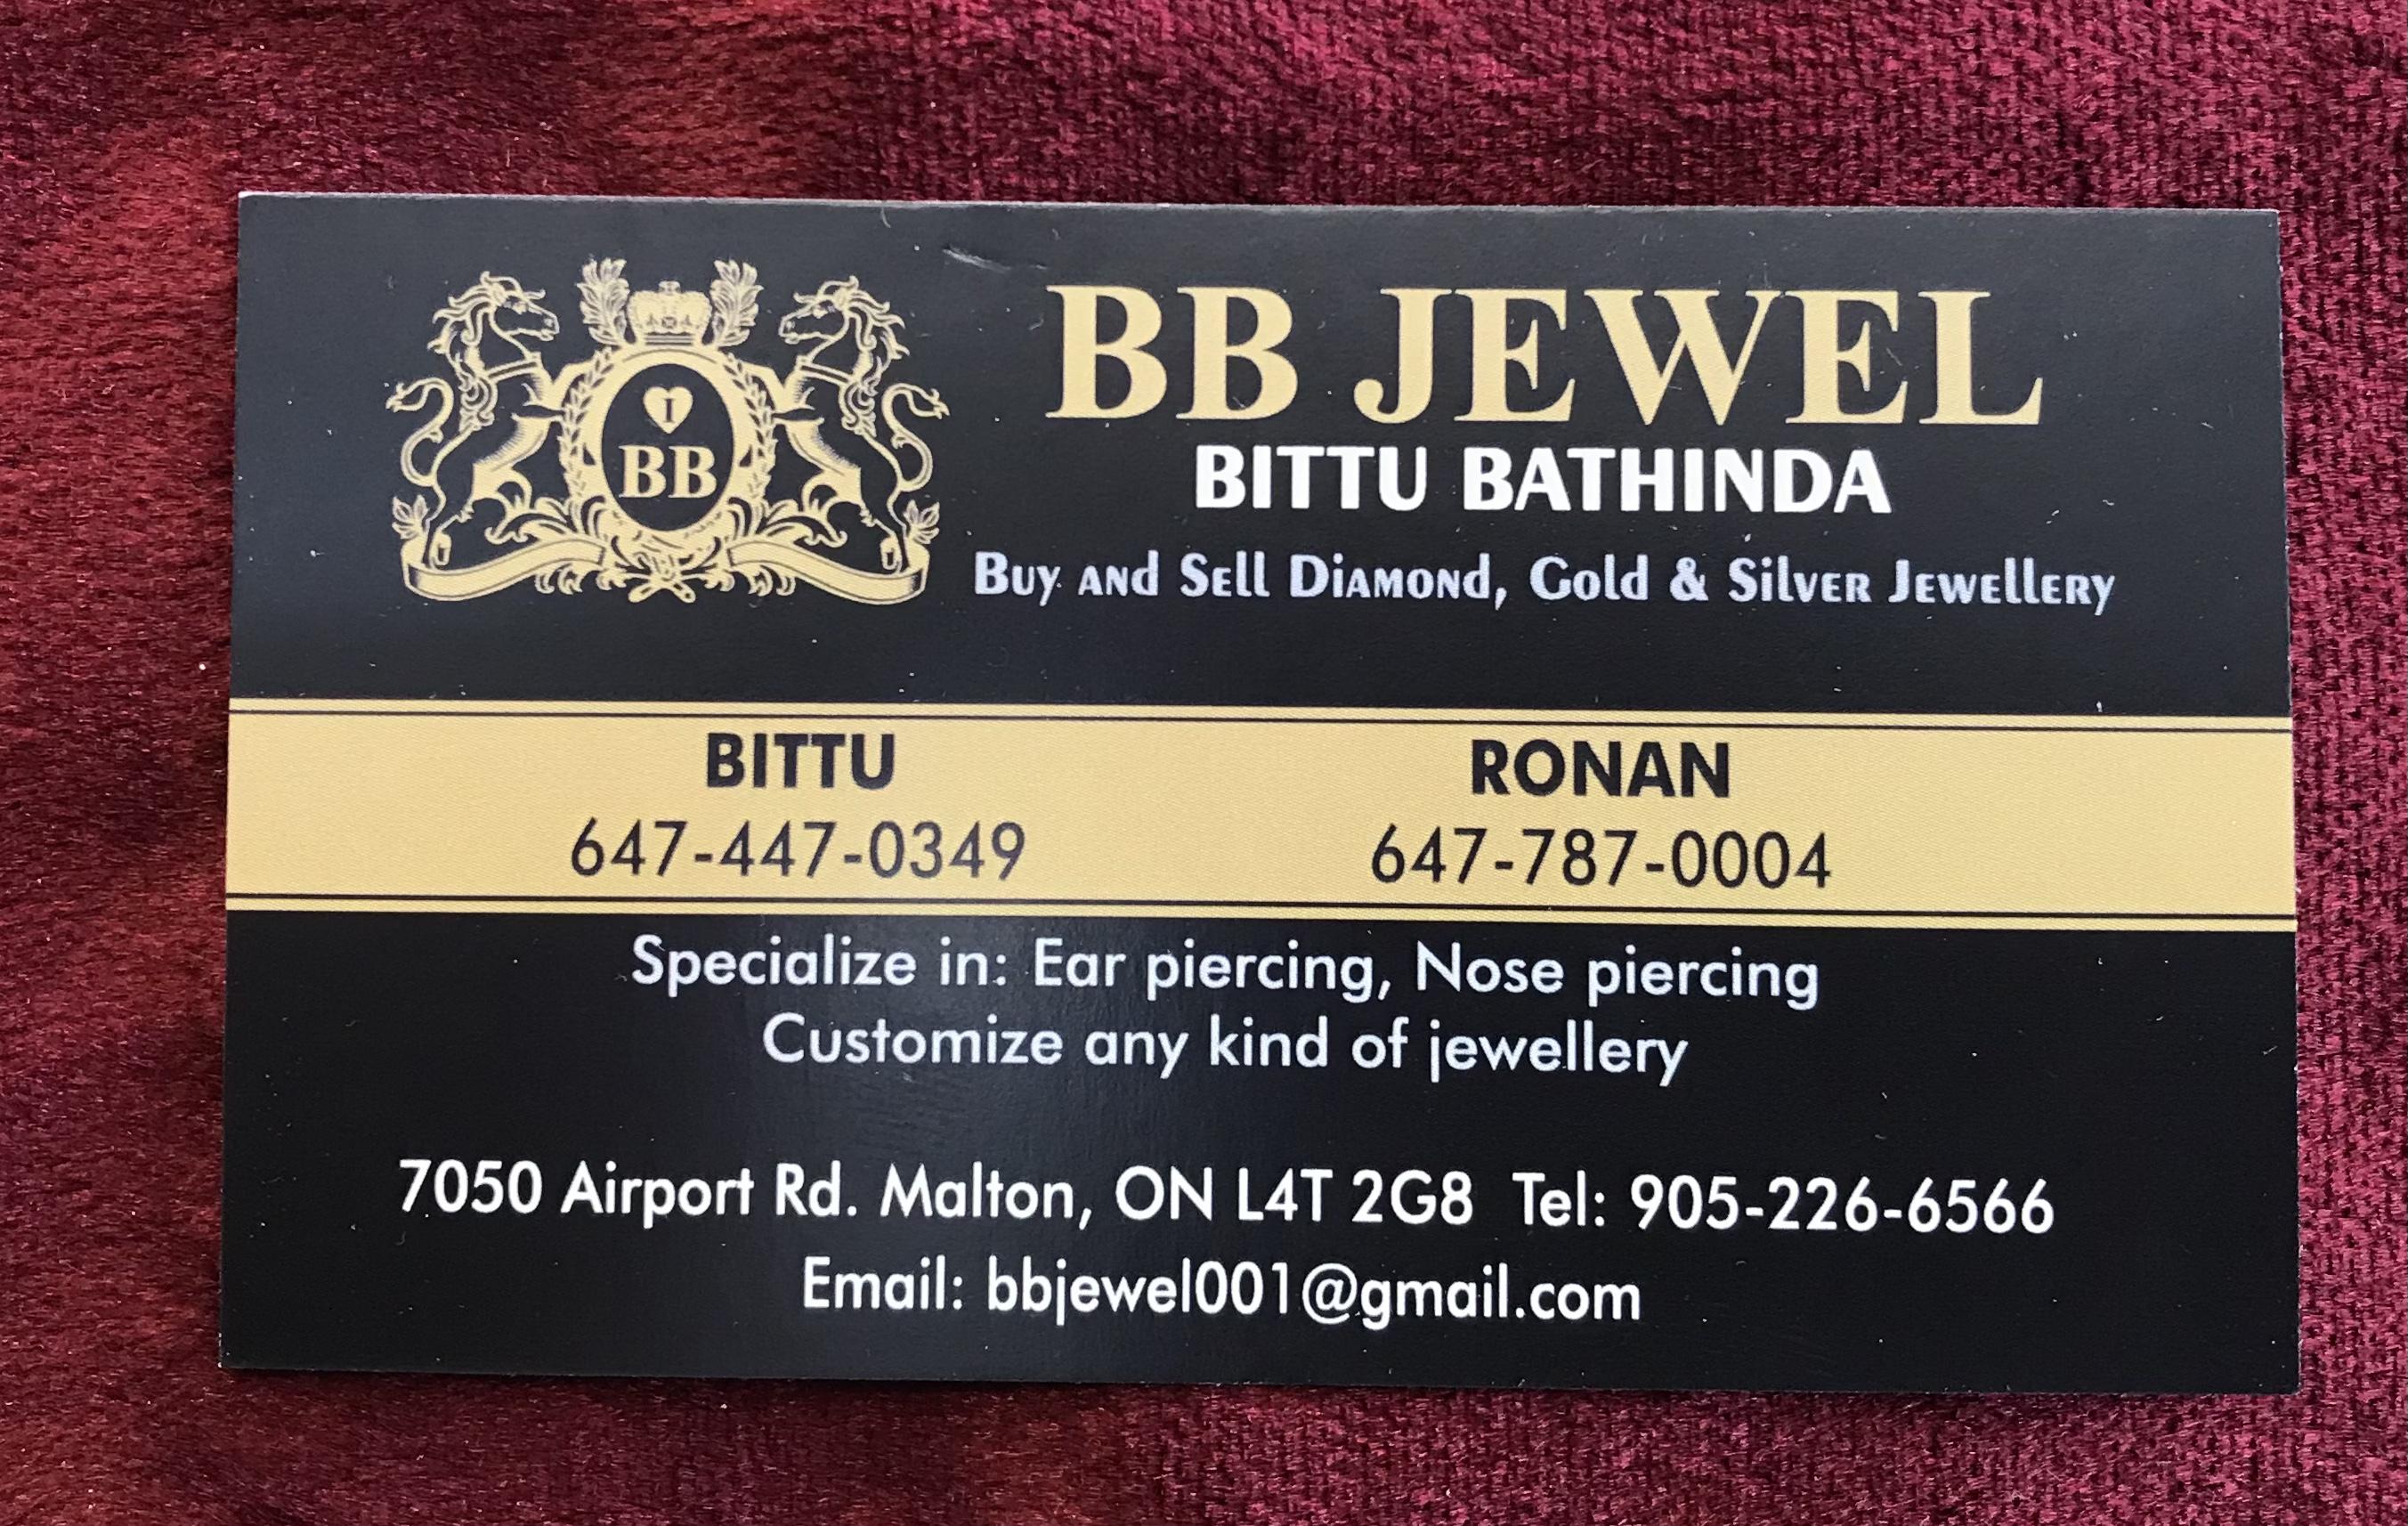 BB JEWEL
BITTU BATHINDA
Buy and Sell Diamond, Gold & Silver Jewellery
I
BB
BITTU
RONAN
647-447-0349
647-787-0004
Specialize in: Ear piercing, Nose piercing
Customize any kind of jewellery
7050 Airport Rd. Malton, ON L4T 2G8 Tel: 905-226-6566
Email: bbjewel001@gmail.com